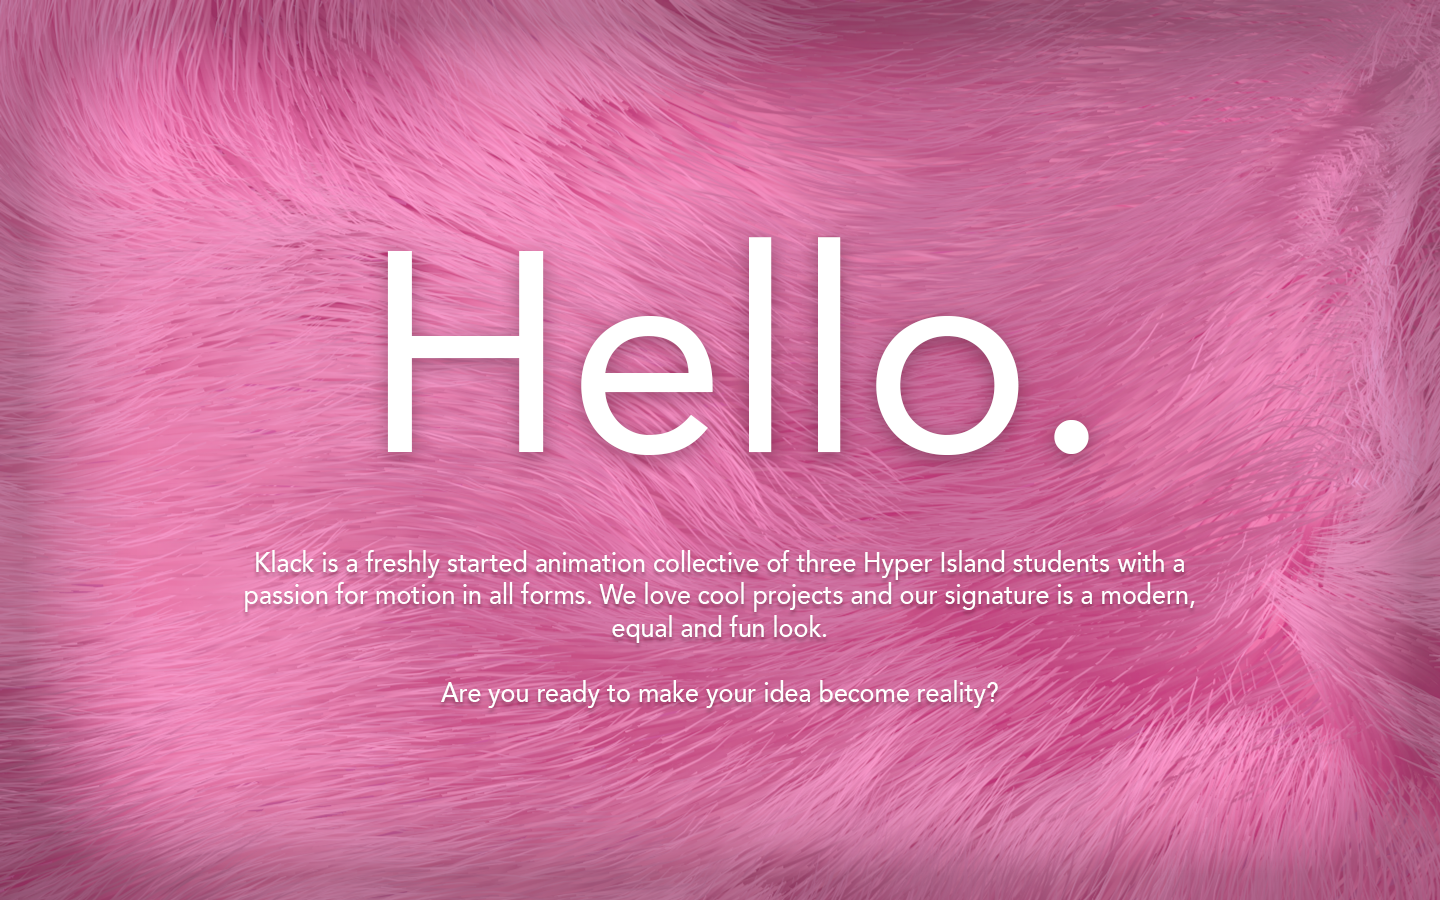 Hello.
Klack is a freshly started animation collective of three Hyper Island students with a
passion for motion in all forms. We love cool projects and our signature is a modern,
equal and fun look.
Are you ready to make your idea become reality?